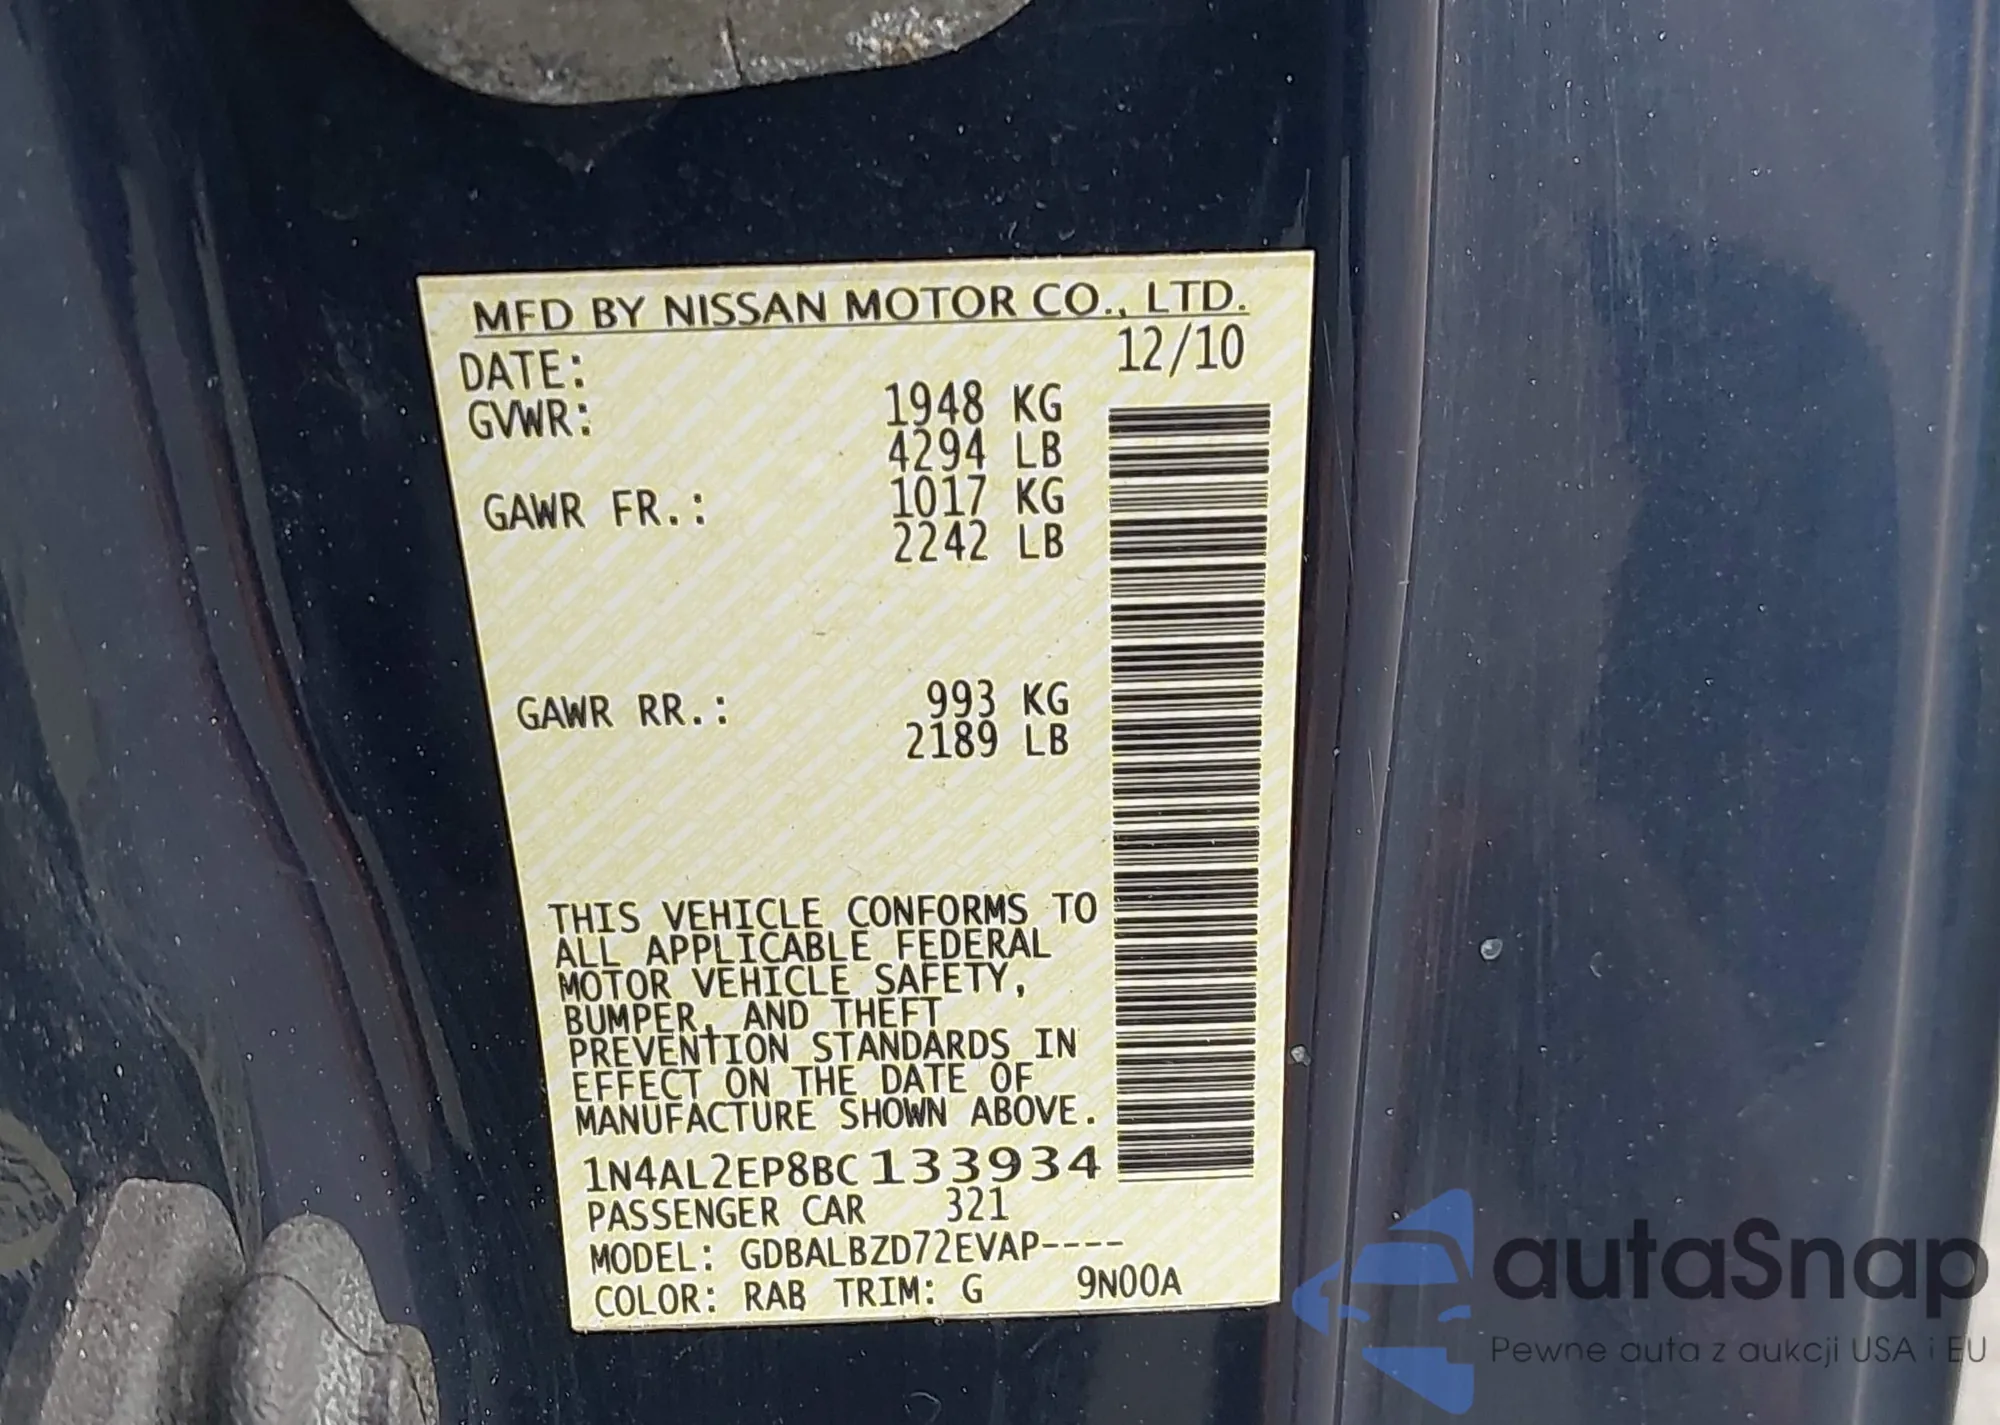 MFD BY NISSAN MOTOR CO., LTD.
DATE: 12/10
GVWR: 1948 KG
4294 LB
GAWR FR.: 1017 KG
2242 LB
GAWR RR.: 993 KG
2189 LB
THIS VEHICLE CONFORMS TO
ALL APPLICABLE FEDERAL
MOTOR VEHICLE SAFETY,
BUMPER, AND THEFT
PREVENTION STANDARDS IN
EFFECT ON THE DATE OF
MANUFACTURE SHOWN ABOVE.
1N4AL2EP8BC133934
PASSENGER CAR 321
MODEL: GDBALBZD72EVAP----
COLOR: RAB TRIM: G 9N00A
autaSnap
Pewne auta z aukcji USA i EU